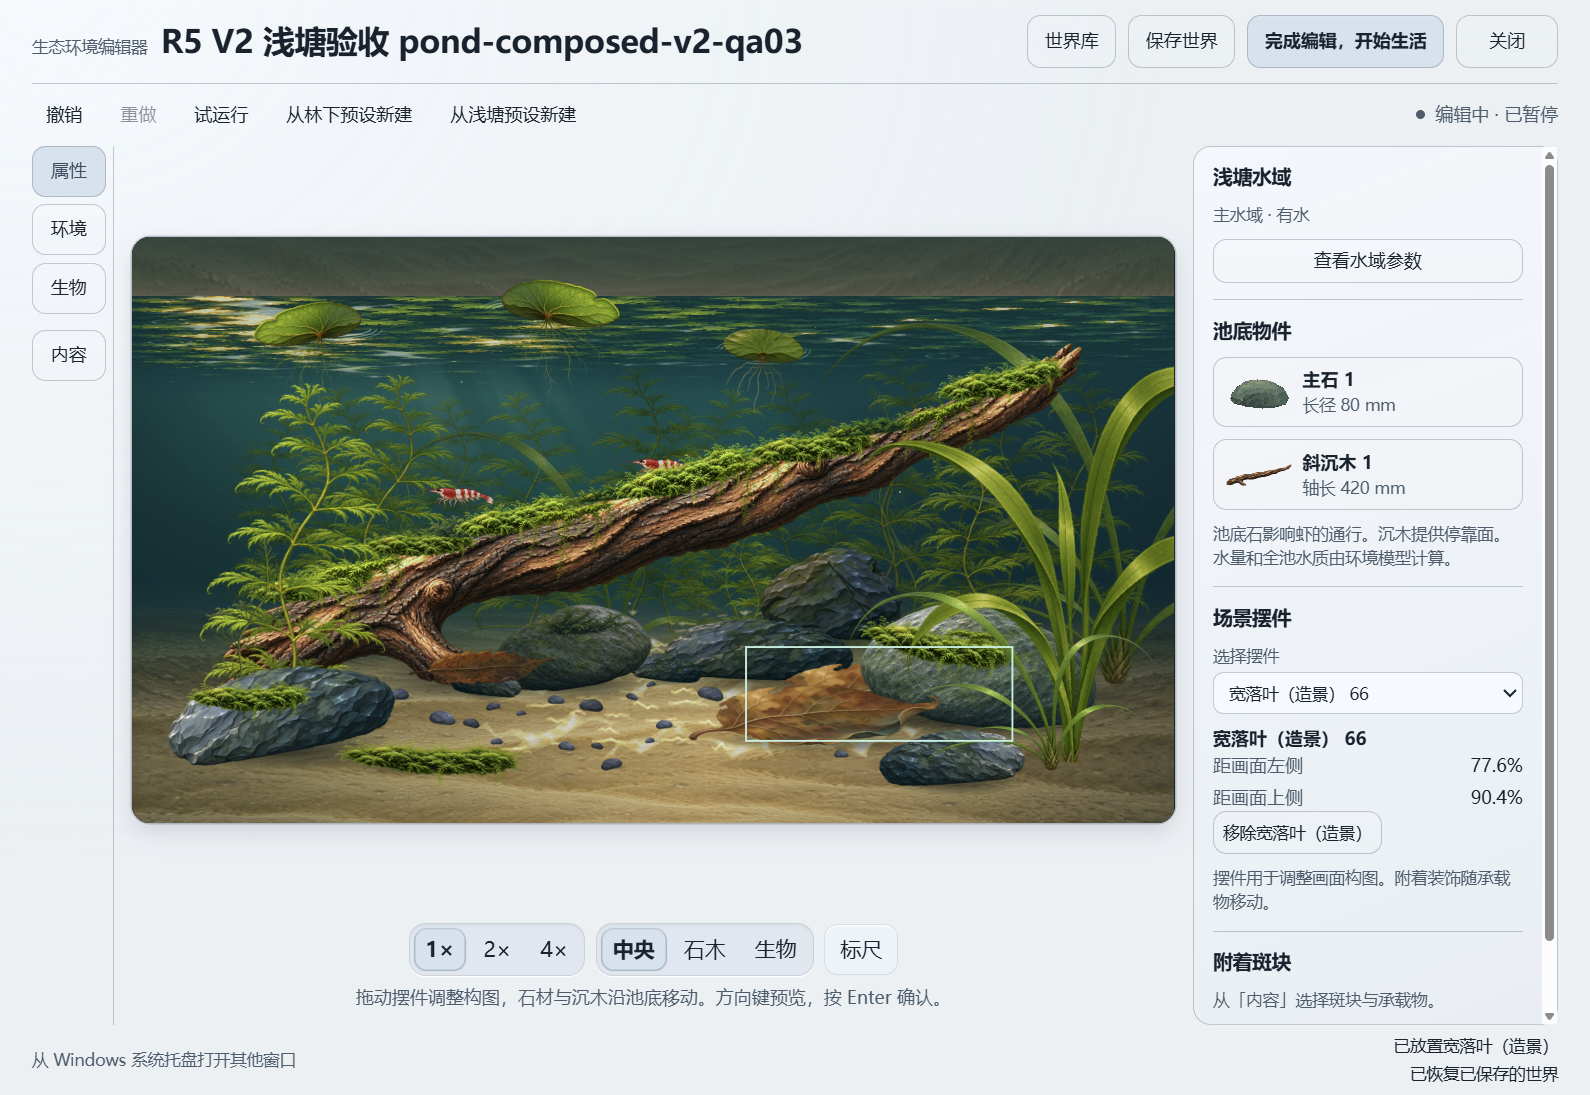 生态环境编辑器 R5 V2 浅塘验收 pond-composed-v2-qa03
世界库 保存世界 完成编辑，开始生活 关闭
撤销 重做 试运行 从林下预设新建 从浅塘预设新建
编辑中 · 已暂停
属性
环境
生物
内容
浅塘水域
主水域 · 有水
查看水域参数
池底物件
主石 1
长径 80 mm
斜沉木 1
轴长 420 mm
池底石影响虾的通行。沉木提供停靠面。
水量和全池水质由环境模型计算。
场景摆件
选择摆件
宽落叶（造景） 66
宽落叶（造景） 66
距画面左侧 77.6%
距画面上侧 90.4%
移除宽落叶（造景）
摆件用于调整画面构图。附着装饰随承载
物移动。
附着斑块
从「内容」选择斑块与承载物。
1× 2× 4× 中央 石木 生物 标尺
拖动摆件调整构图，石材与沉木沿池底移动。方向键预览，按 Enter 确认。
从 Windows 系统托盘打开其他窗口
已放置宽落叶（造景）
已恢复已保存的世界